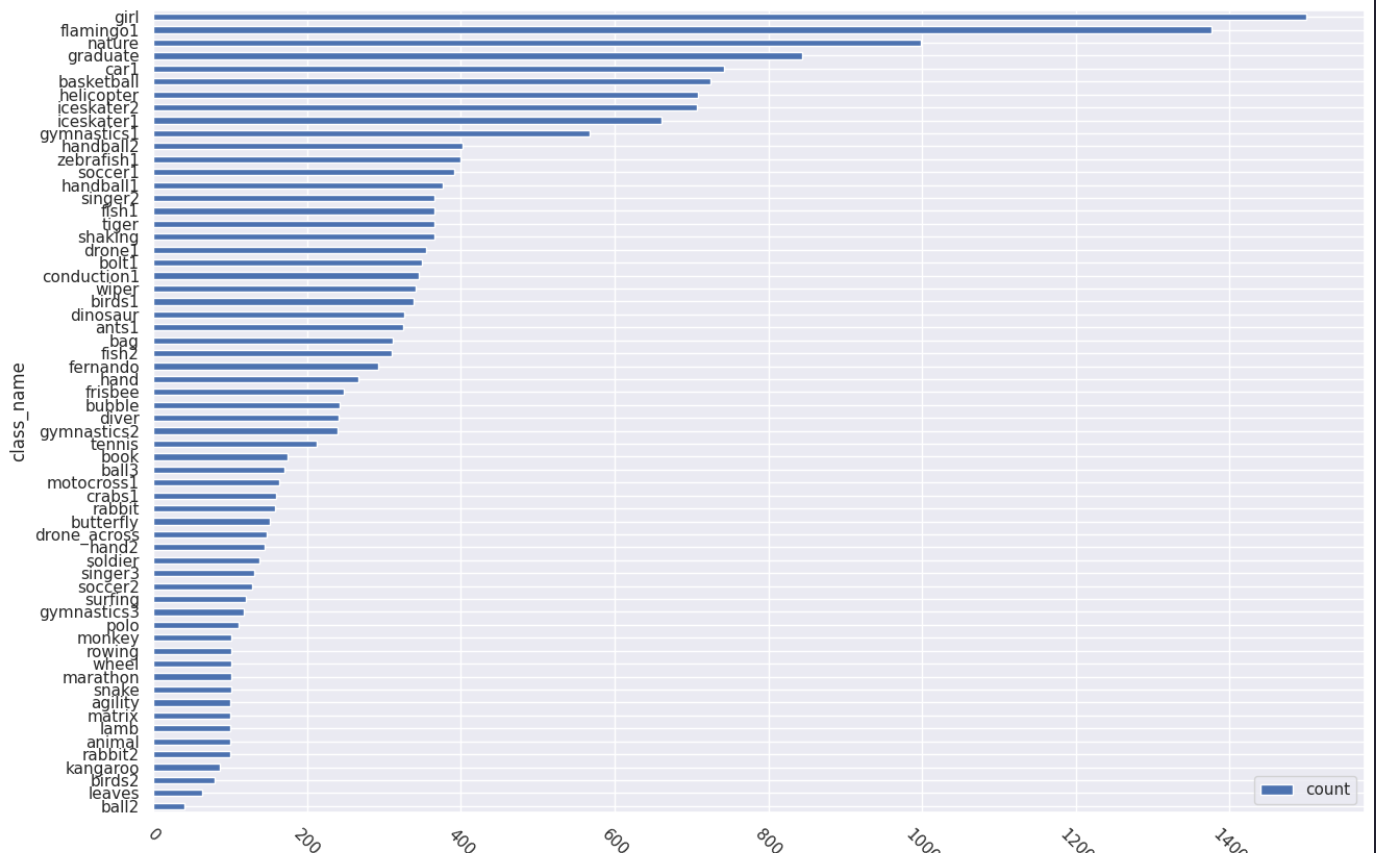 girl
flamingo1
nature
graduate
car1
basketball
helicopter
iceskater2
iceskater1
gymnastics1
handball2
zebrafish1
soccer1
handball1
singer2
fish1
tiger
shaking
drone1
bolt1
conduction1
wiper
birds1
dinosaur
ants1
bag
fish2
fernando
hand
frisbee
bubble
diver
gymnastics2
tennis
book
ball3
motocross1
crabs1
rabbit
butterfly
drone_across
hand2
soldier
singer3
soccer2
surfing
gymnastics3
polo
monkey
rowing
wheel
marathon
snake
agility
matrix
lamb
animal
rabbit2
kangaroo
birds2
leaves
ball2
class_name
count
0 200 400 600 800 1000 1200 1400